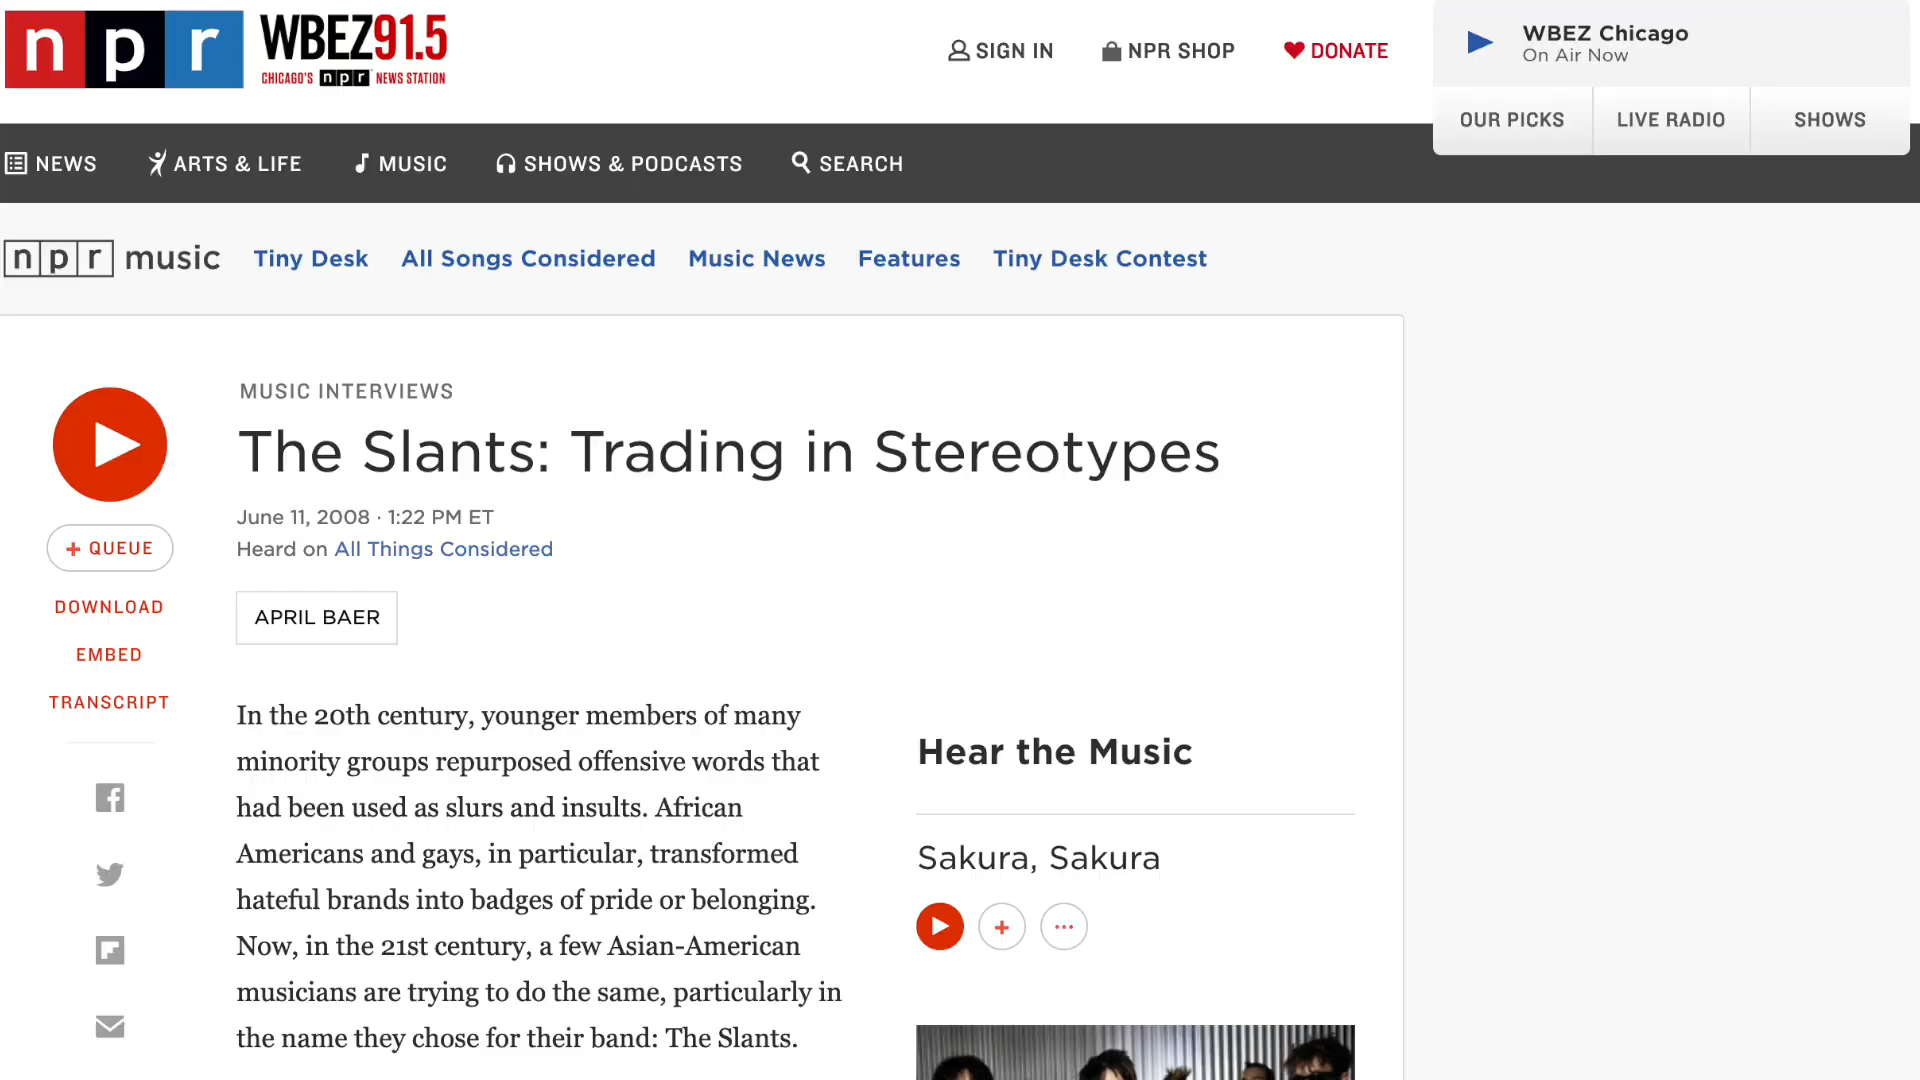 npr WBEZ91.5
CHICAGO'S npr NEWS STATION
SIGN IN
NPR SHOP
DONATE
WBEZ Chicago
On Air Now
OUR PICKS
LIVE RADIO
SHOWS
NEWS
ARTS & LIFE
MUSIC
SHOWS & PODCASTS
SEARCH
npr music
Tiny Desk
All Songs Considered
Music News
Features
Tiny Desk Contest
MUSIC INTERVIEWS
The Slants: Trading in Stereotypes
June 11, 2008 · 1:22 PM ET
Heard on All Things Considered
APRIL BAER
+ QUEUE
DOWNLOAD
EMBED
TRANSCRIPT
In the 20th century, younger members of many
minority groups repurposed offensive words that
had been used as slurs and insults. African
Americans and gays, in particular, transformed
hateful brands into badges of pride or belonging.
Now, in the 21st century, a few Asian-American
musicians are trying to do the same, particularly in
the name they chose for their band: The Slants.
Hear the Music
Sakura, Sakura